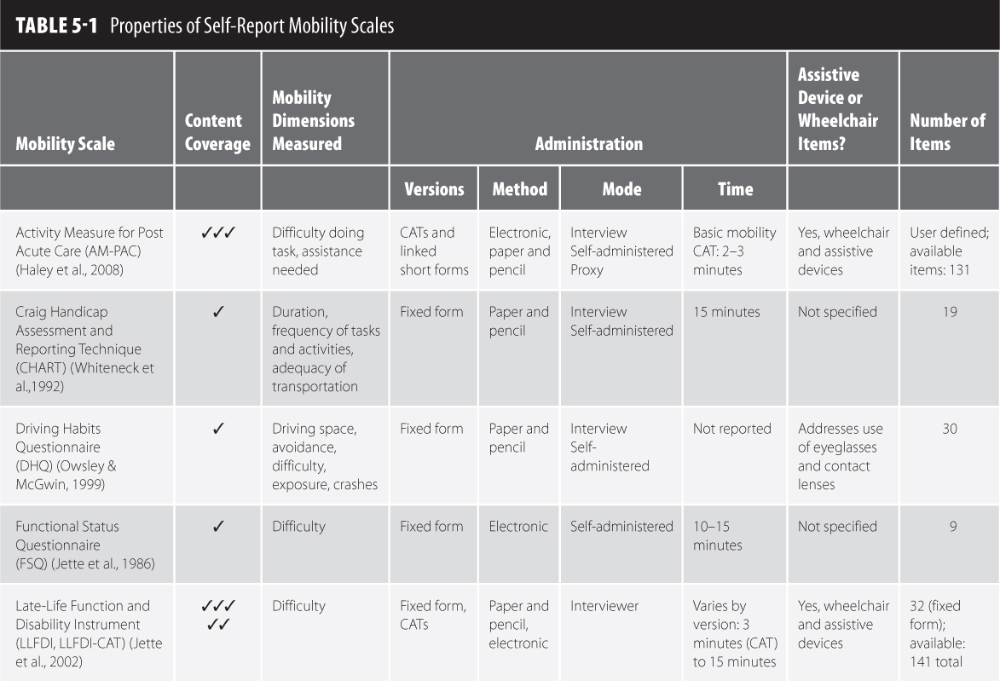 TABLE 5-1 Properties of Self-Report Mobility Scales
Mobility Scale
Content
Coverage
Mobility
Dimensions
Measured
Administration
Assistive
Device or
Wheelchair
Items?
Number of
Items
Versions
Method
Mode
Time
Activity Measure for Post
Acute Care (AM-PAC)
(Haley et al., 2008)
✓✓✓
Difficulty doing
task, assistance
needed
CATs and
linked
short forms
Electronic,
paper and
pencil
Interview
Self-administered
Proxy
Basic mobility
CAT: 2–3
minutes
Yes, wheelchair
and assistive
devices
User defined;
available
items: 131
Craig Handicap
Assessment and
Reporting Technique
(CHART) (Whiteneck et
al.,1992)
✓
Duration,
frequency of tasks
and activities,
adequacy of
transportation
Fixed form
Paper and
pencil
Interview
Self-administered
15 minutes
Not specified
19
Driving Habits
Questionnaire
(DHQ) (Owsley &
McGwin, 1999)
✓
Driving space,
avoidance,
difficulty,
exposure, crashes
Fixed form
Paper and
pencil
Interview
Self-
administered
Not reported
Addresses use
of eyeglasses
and contact
lenses
30
Functional Status
Questionnaire
(FSQ) (Jette et al., 1986)
✓
Difficulty
Fixed form
Electronic
Self-administered
10–15
minutes
Not specified
9
Late-Life Function and
Disability Instrument
(LLFDI, LLFDI-CAT) (Jette
et al., 2002)
✓✓✓
✓✓
Difficulty
Fixed form,
CATs
Paper and
pencil,
electronic
Interviewer
Varies by
version: 3
minutes (CAT)
to 15 minutes
Yes, wheelchair
and assistive
devices
32 (fixed
form);
available:
141 total